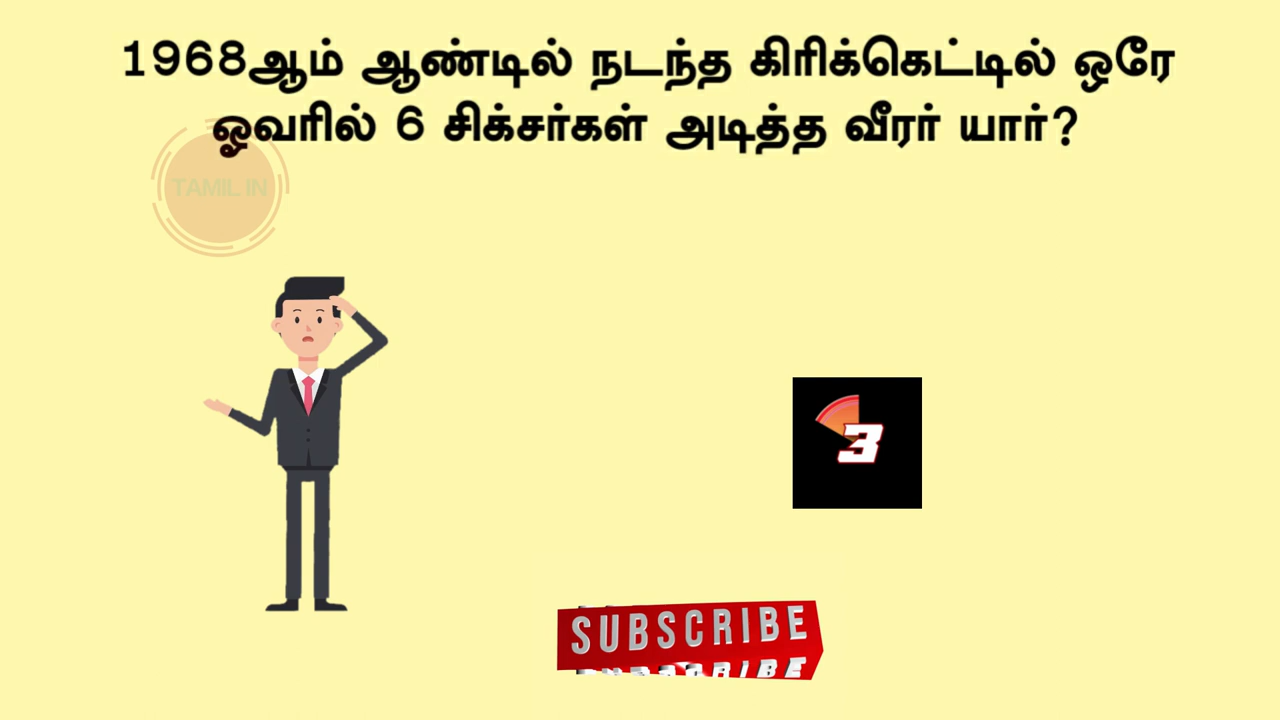 1968ஆம் ஆண்டில் நடந்த கிரிக்கெட்டில் ஒரே
ஓவரில் 6 சிக்சர்கள் அடித்த வீரர் யார்?
TAMIL IN
3
SUBSCRIBE